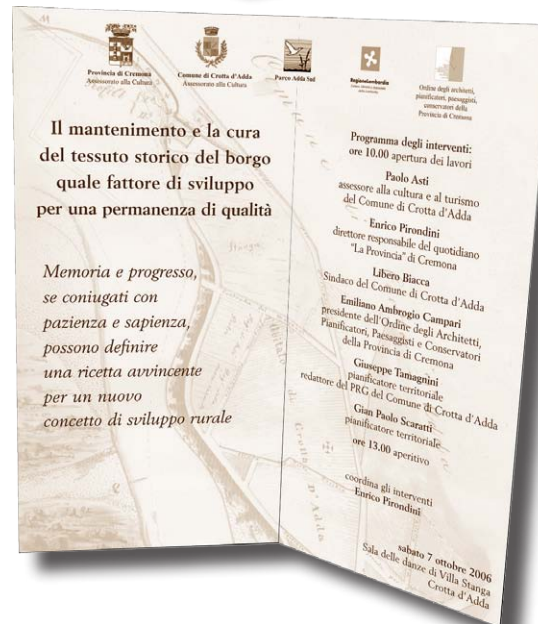 Provincia di Cremona
Assessorato alla Cultura
Comune di Crotta d'Adda
Assessorato alla Cultura
Parco Adda Sud
RegioneLombardia
Ordine degli architetti,
pianificatori, paesaggisti,
conservatori della
Provincia di Cremona
Il mantenimento e la cura
del tessuto storico del borgo
quale fattore di sviluppo
per una permanenza di qualità
Memoria e progresso,
se coniugati con
pazienza e sapienza,
possono definire
una ricetta avvincente
per un nuovo
concetto di sviluppo rurale
Programma degli interventi:
ore 10.00 apertura dei lavori
Paolo Asti
assessore alla cultura e al turismo
del Comune di Crotta d'Adda
Enrico Pirondini
direttore responsabile del quotidiano
"La Provincia" di Cremona
Libero Biacca
Sindaco del Comune di Crotta d'Adda
Emiliano Ambrogio Campari
presidente dell'Ordine degli Architetti,
Pianificatori, Paesaggisti e Conservatori
della Provincia di Cremona
Giuseppe Tamagnini
pianificatore territoriale
redattore del PRG del Comune di Crotta d'Adda
Gian Paolo Scaratti
pianificatore territoriale
ore 13.00 aperitivo
coordina gli interventi
Enrico Pirondini
sabato 7 ottobre 2006
Sala delle danze di Villa Stanga
Crotta d'Adda